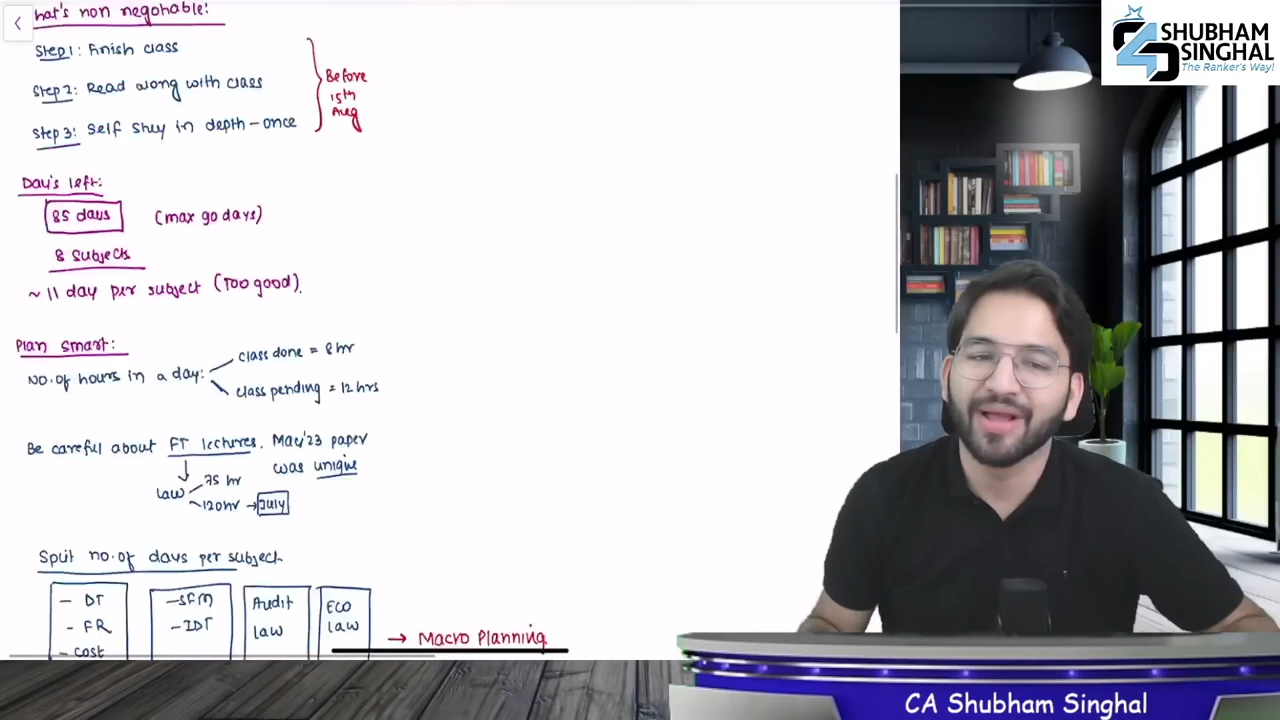 hat's non negotiable:
Step 1: Finish class
Step 2: Read along with class
Step 3: Self study in depth - once
Before
15th
Aug
Day's left:
85 days (max 90 days)
8 Subjects
~ 11 day per subject (Too good).
Plan smart:
No. of hours in a day:
class done = 8 hr
class pending = 12 hrs
Be careful about FT lectures. May'23 paper
was unique
Law
75 hr
120 hr → July
Split no. of days per subject
- DT
- FR
- cost
- SFM
- IDT
Audit
Law
Eco
Law
→ Macro Planning
SHUBHAM
SINGHAL
The Ranker's Way!
CA Shubham Singhal